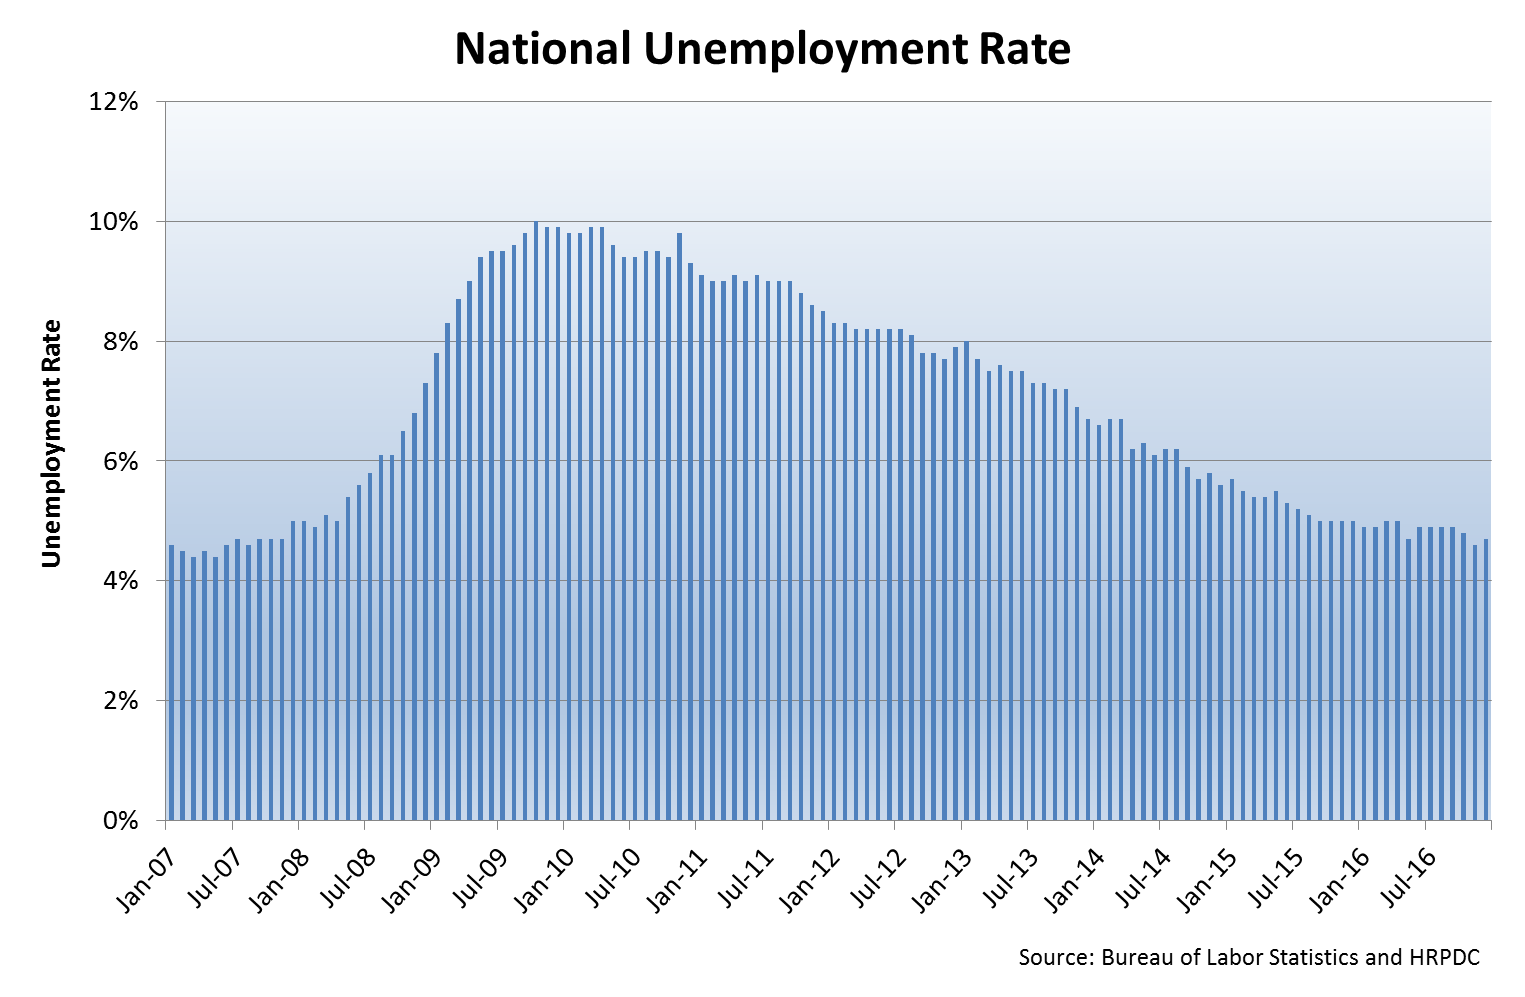 National Unemployment Rate
12%
10%
8%
6%
4%
2%
0%
Unemployment Rate
Jan-07
Jul-07
Jan-08
Jul-08
Jan-09
Jul-09
Jan-10
Jul-10
Jan-11
Jul-11
Jan-12
Jul-12
Jan-13
Jul-13
Jan-14
Jul-14
Jan-15
Jul-15
Jan-16
Jul-16
Source: Bureau of Labor Statistics and HRPDC